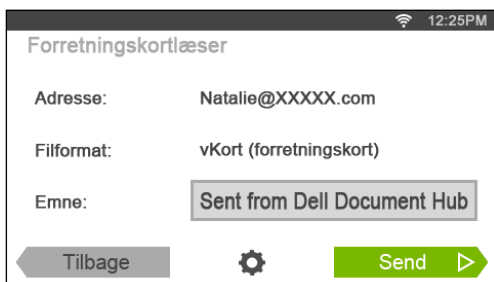 12:25PM
Forretningskortlæser
Adresse: Natalie@XXXXX.com
Filformat: vKort (forretningskort)
Emne: Sent from Dell Document Hub
Tilbage Send